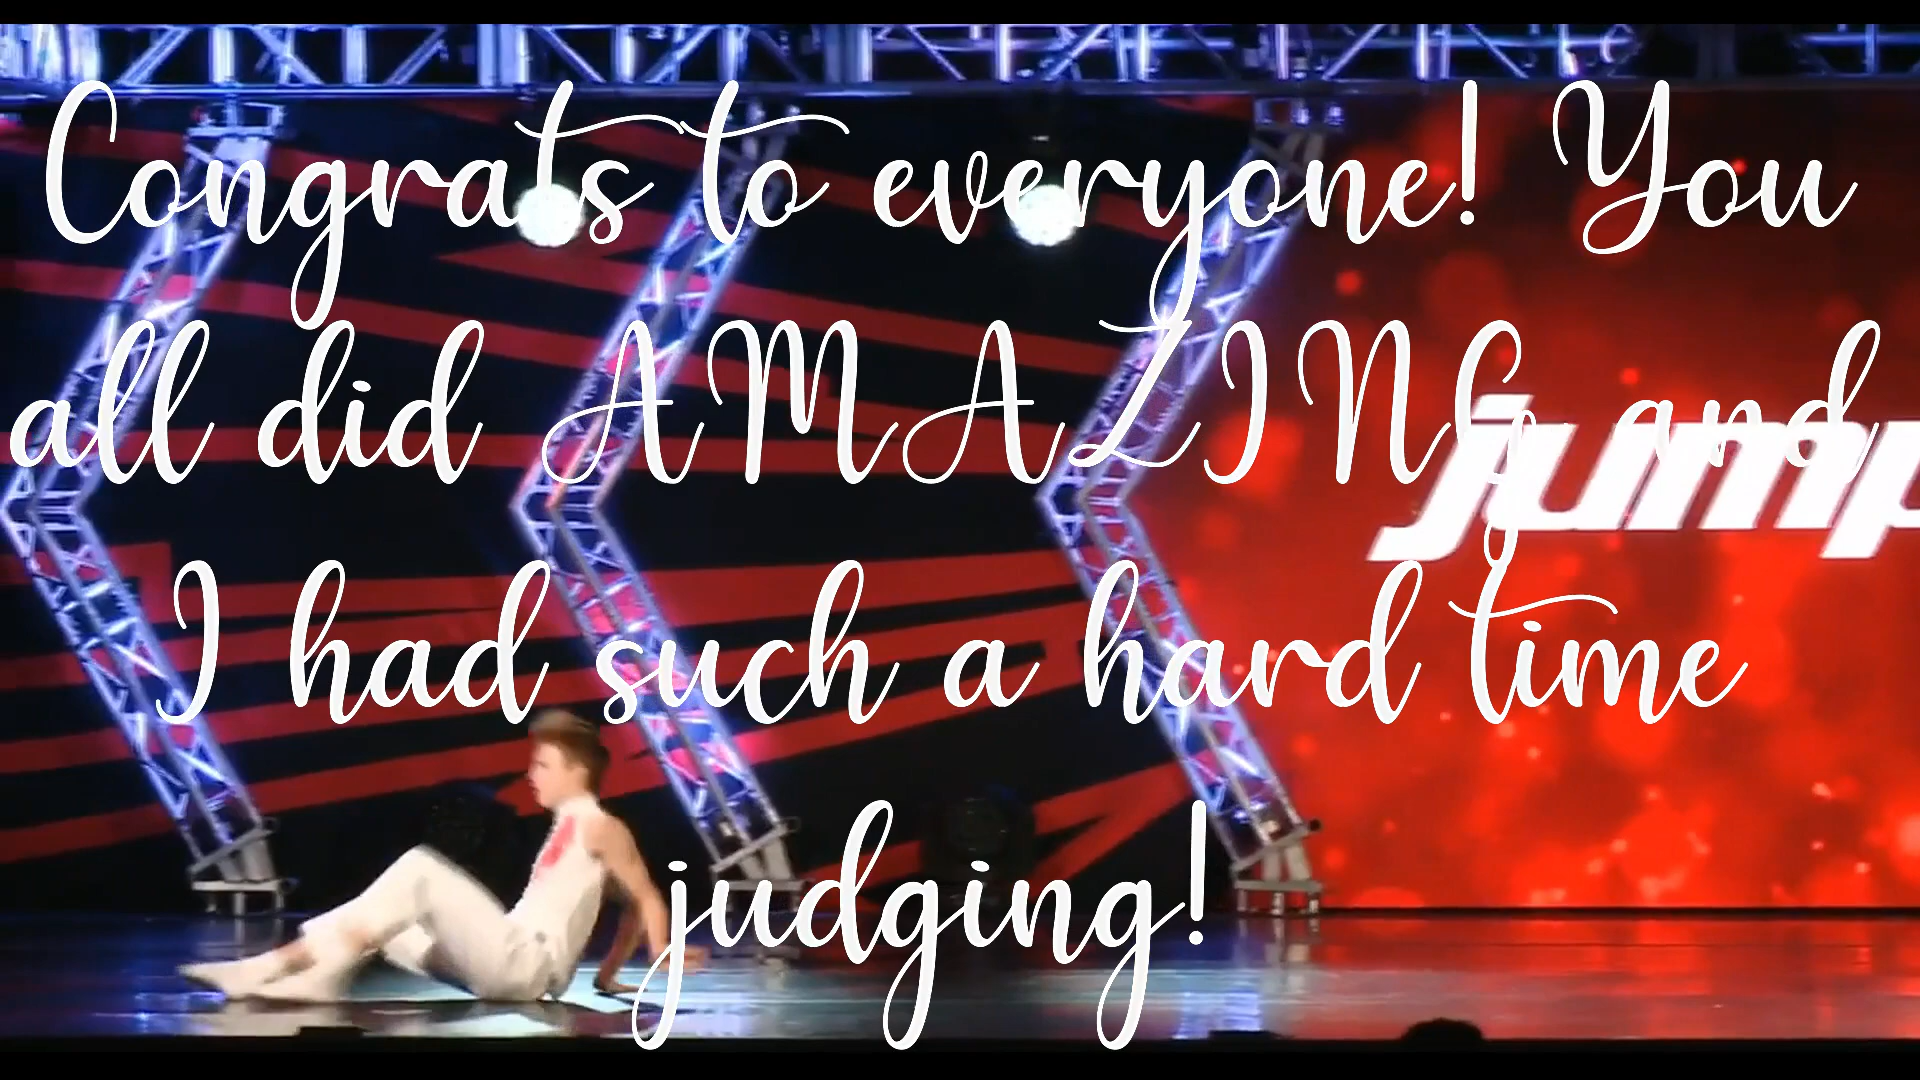 Congrats to everyone! You
all did AMAZING and
jump
I had such a hard time
judging!